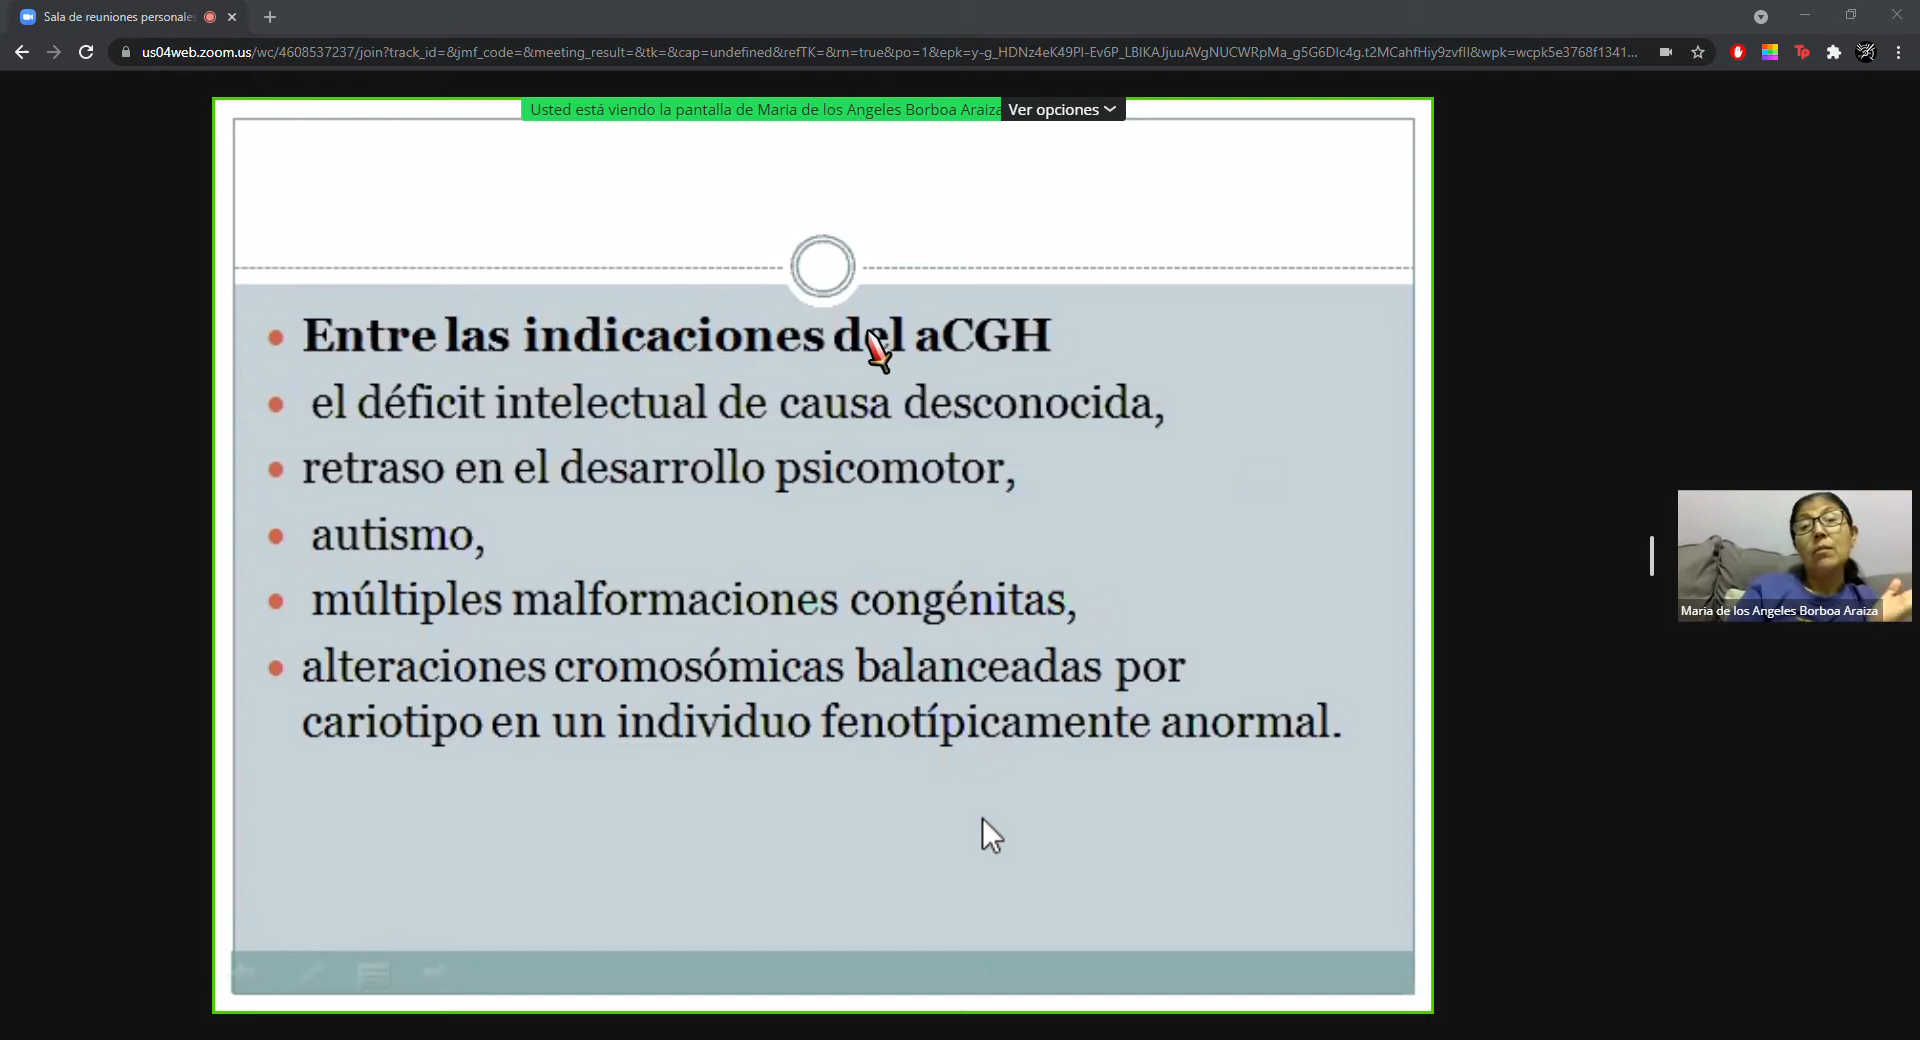 Sala de reuniones personales
us04web.zoom.us/wc/4608537237/join?track_id=&jmf_code=&meeting_result=&tk=&cap=undefined&refTK=&rn=true&po=1&epk=y-g_HDNz4eK49PI-Ev6P_LBIKAJjuuAVgNUCWRpMa_g5G6DIc4g.t2MCahfHiy9zvflI&wpk=wcpk5e3768f1341...
Usted está viendo la pantalla de Maria de los Angeles Borboa Araiza Ver opciones
Entre las indicaciones del aCGH
el déficit intelectual de causa desconocida,
retraso en el desarrollo psicomotor,
autismo,
múltiples malformaciones congénitas,
alteraciones cromosómicas balanceadas por
cariotipo en un individuo fenotípicamente anormal.
Maria de los Angeles Borboa Araiza